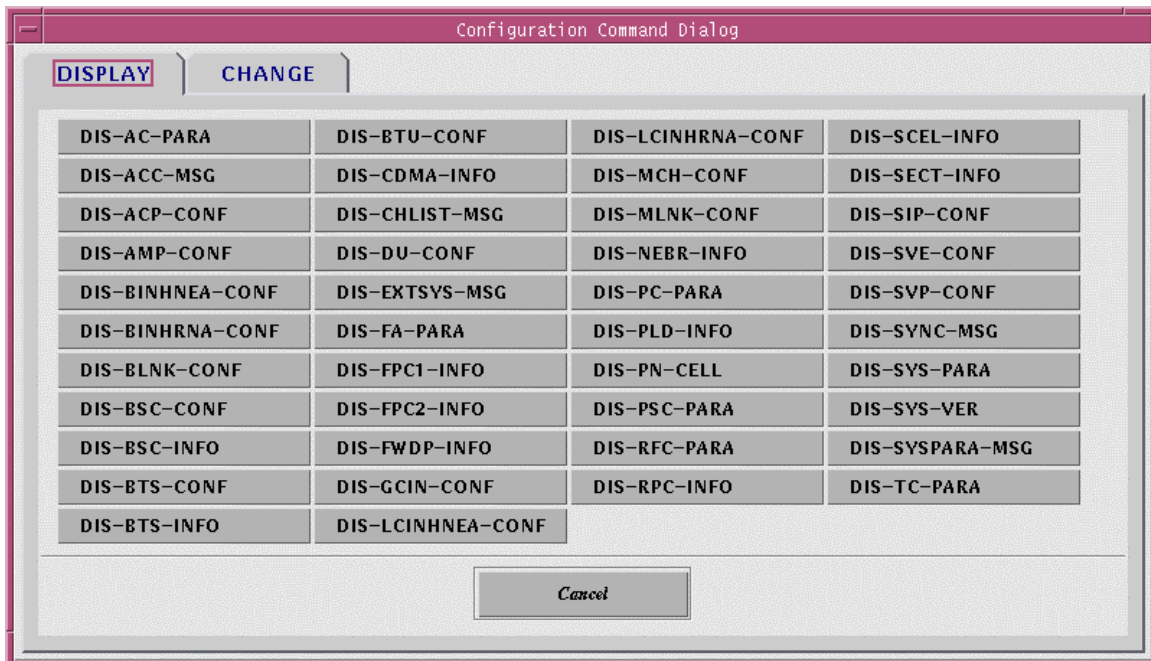 Configuration Command Dialog
DISPLAY CHANGE
DIS-AC-PARA DIS-BTU-CONF DIS-LCINHRNA-CONF DIS-SCEL-INFO
DIS-ACC-MSG DIS-CDMA-INFO DIS-MCH-CONF DIS-SECT-INFO
DIS-ACP-CONF DIS-CHLIST-MSG DIS-MLNK-CONF DIS-SIP-CONF
DIS-AMP-CONF DIS-DU-CONF DIS-NEBR-INFO DIS-SVE-CONF
DIS-BINHNEA-CONF DIS-EXTSYS-MSG DIS-PC-PARA DIS-SVP-CONF
DIS-BINHRNA-CONF DIS-FA-PARA DIS-PLD-INFO DIS-SYNC-MSG
DIS-BLNK-CONF DIS-FPC1-INFO DIS-PN-CELL DIS-SYS-PARA
DIS-BSC-CONF DIS-FPC2-INFO DIS-PSC-PARA DIS-SYS-VER
DIS-BSC-INFO DIS-FWDP-INFO DIS-RFC-PARA DIS-SYSPARA-MSG
DIS-BTS-CONF DIS-GCIN-CONF DIS-RPC-INFO DIS-TC-PARA
DIS-BTS-INFO DIS-LCINHNEA-CONF
Cancel